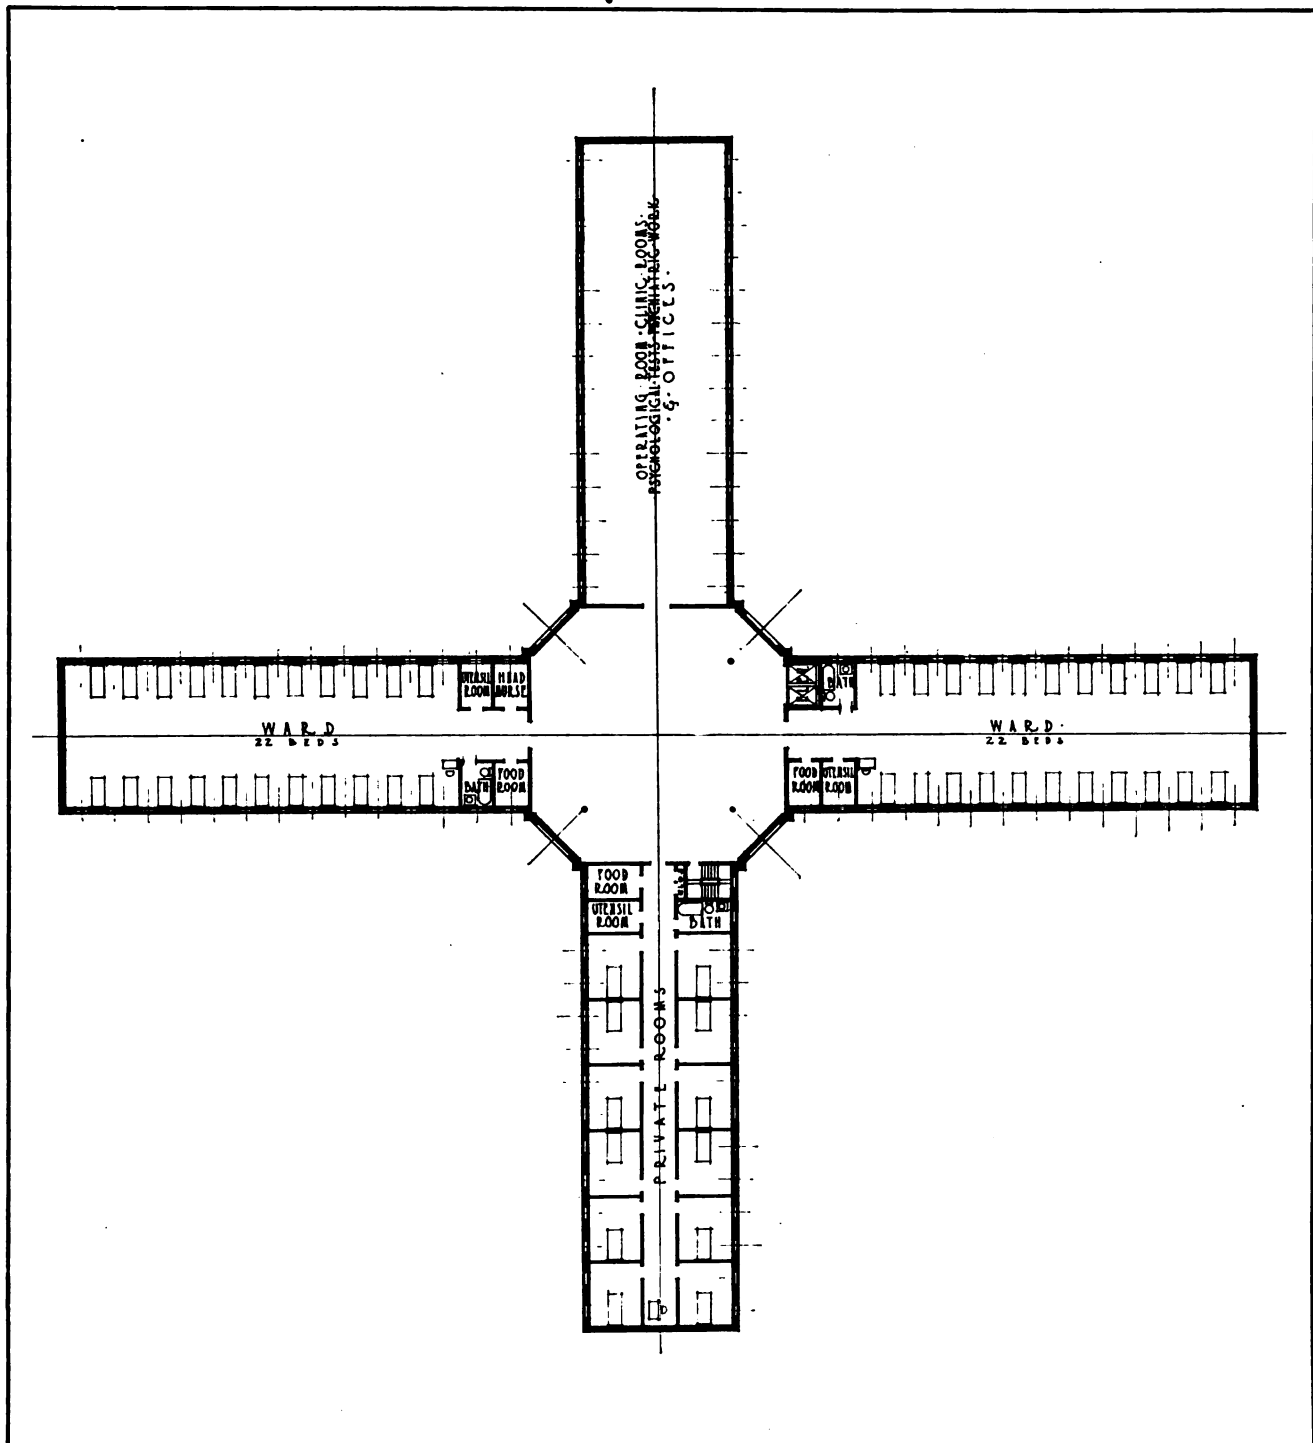 OPERATING ROOM · CLINIC ROOMS ·
PSYCHOLOGICAL TESTS PSYCHIATRIC WORK
· & · OFFICES ·
UTENSIL
ROOM
HEAD
NURSE
WARD
22 BEDS
BATH
FOOD
ROOM
BATH
WARD ·
22 BEDS
FOOD
ROOM
UTENSIL
ROOM
FOOD
ROOM
UTENSIL
ROOM
BATH
PRIVATE ROOMS